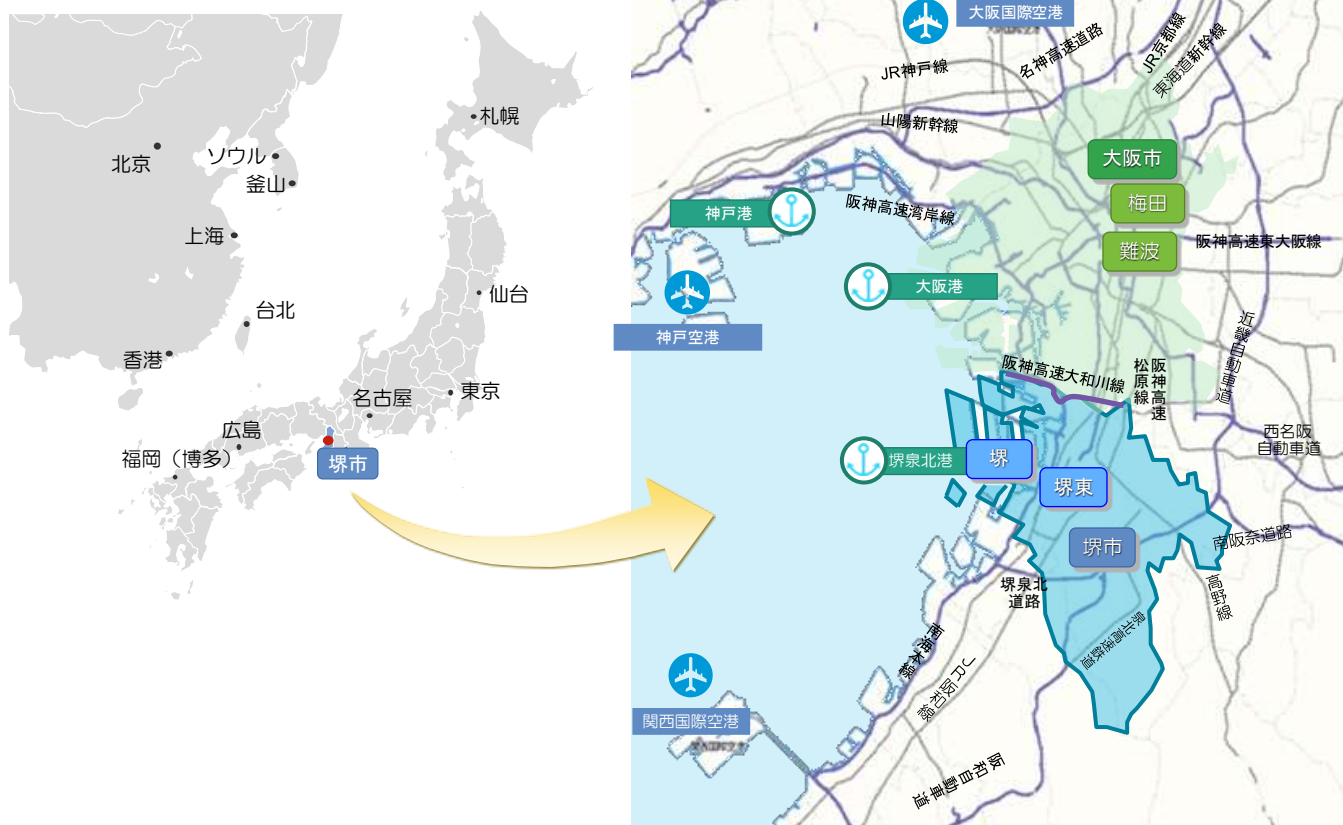 札幌
北京
ソウル
釜山
上海
仙台
台北
香港
東京
名古屋
広島
福岡（博多）
堺市
大阪国際空港
JR京都線
東海道新幹線
名神高速道路
JR神戸線
山陽新幹線
大阪市
梅田
難波
神戸港
阪神高速湾岸線
阪神高速東大阪線
大阪港
神戸空港
近畿自動車道
阪神高速大和川線
阪神高速
松原線
西名阪
自動車道
堺泉北港
堺
堺東
堺市
南阪奈道路
堺泉北
道路
高野線
泉北高速鉄道
南海本線
JR阪和線
関西国際空港
阪和自動車道